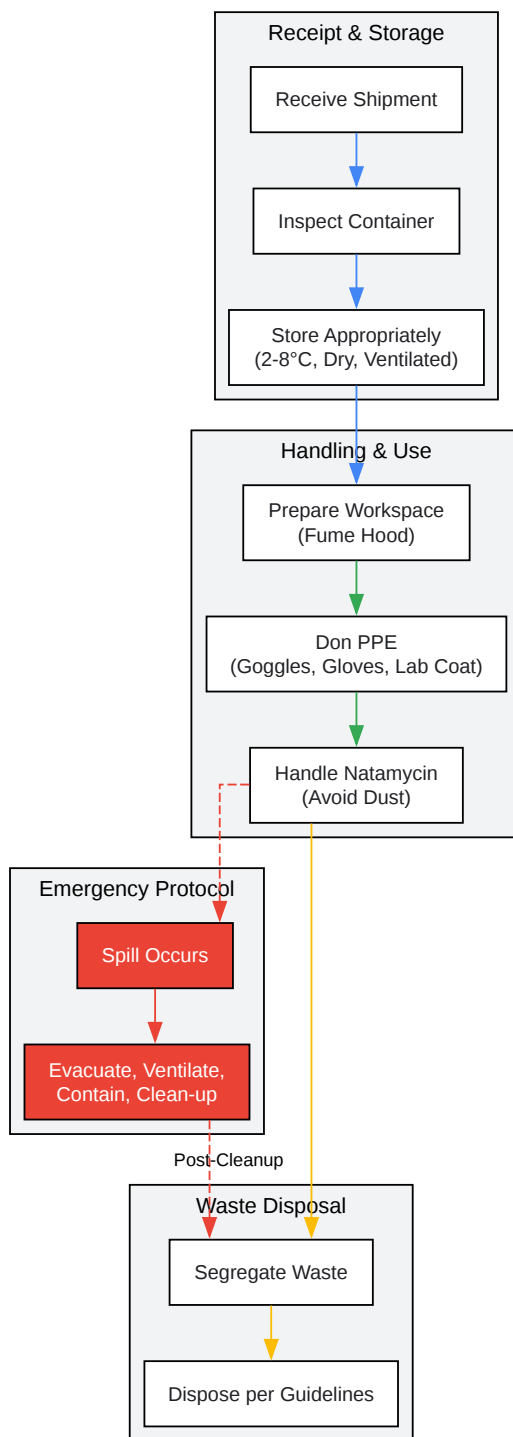 Receipt & Storage
Receive Shipment
Inspect Container
Store Appropriately
(2-8°C, Dry, Ventilated)
Handling & Use
Prepare Workspace
(Fume Hood)
Don PPE
(Goggles, Gloves, Lab Coat)
Handle Natamycin
(Avoid Dust)
Emergency Protocol
Spill Occurs
Evacuate, Ventilate,
Contain, Clean-up
Post-Cleanup
Waste Disposal
Segregate Waste
Dispose per Guidelines